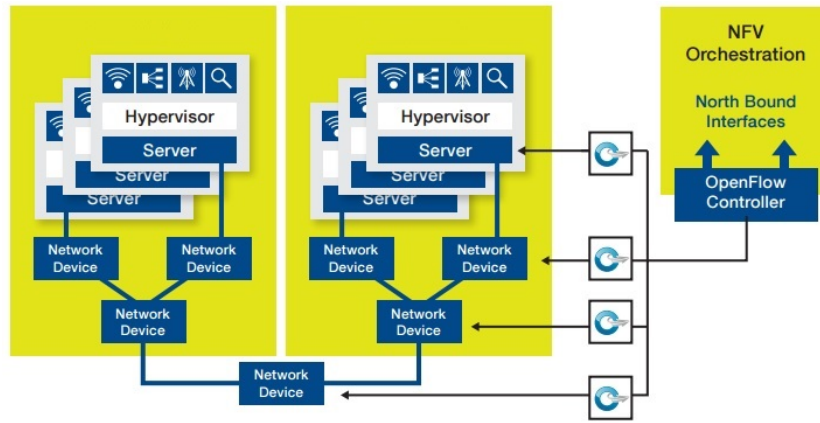 Hypervisor
Server
Server
Server
Network
Device
Network
Device
Network
Device
Hypervisor
Server
Server
Server
Network
Device
Network
Device
Network
Device
Network
Device
NFV
Orchestration
North Bound
Interfaces
OpenFlow
Controller